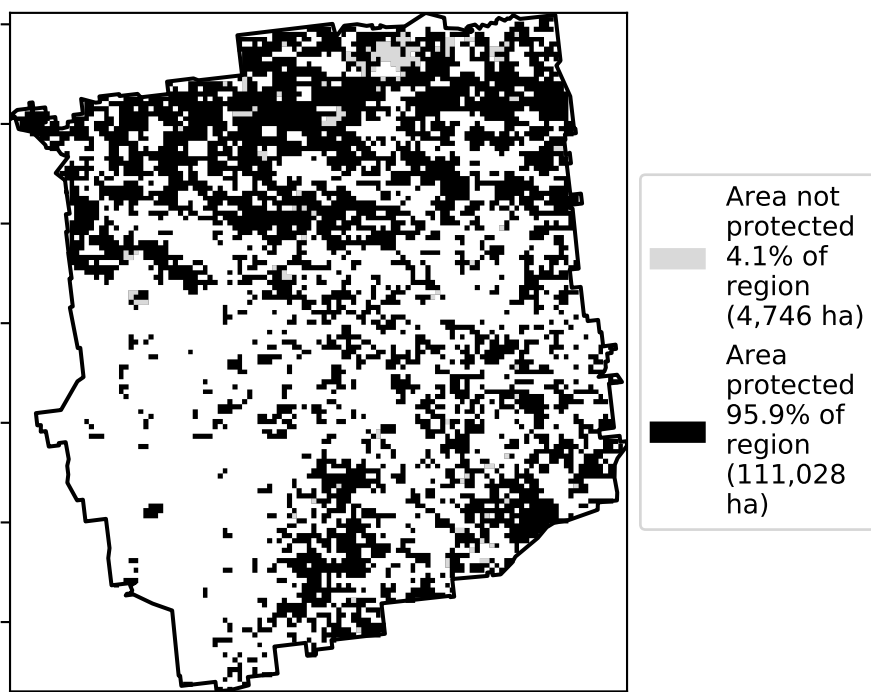 Area not
protected
4.1% of
region
(4,746 ha)
Area
protected
95.9% of
region
(111,028
ha)